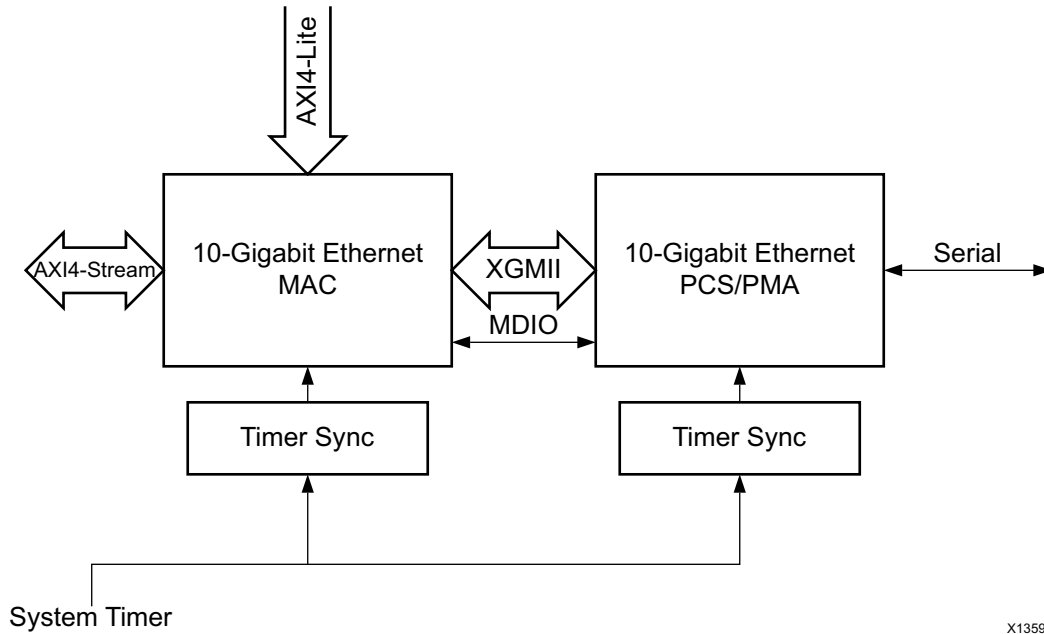 AXI4-Lite
10-Gigabit Ethernet
MAC
10-Gigabit Ethernet
PCS/PMA
AXI4-Stream
XGMII
MDIO
Serial
Timer Sync
Timer Sync
System Timer
X1359